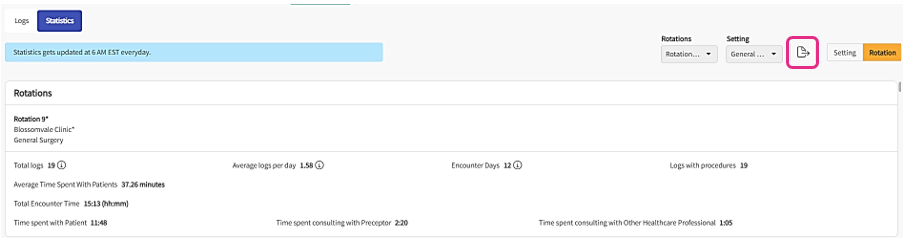 Logs Statistics
Statistics gets updated at 6 AM EST everyday.
Rotations Setting
Rotation... General ... Setting Rotation
Rotations
Rotation 9*
Blossomvale Clinic*
General Surgery
Total logs 19 Average logs per day 1.58 Encounter Days 12 Logs with procedures 19
Average Time Spent With Patients 37.26 minutes
Total Encounter Time 15:13 (hh:mm)
Time spent with Patient 11:48 Time spent consulting with Preceptor 2:20 Time spent consulting with Other Healthcare Professional 1:05